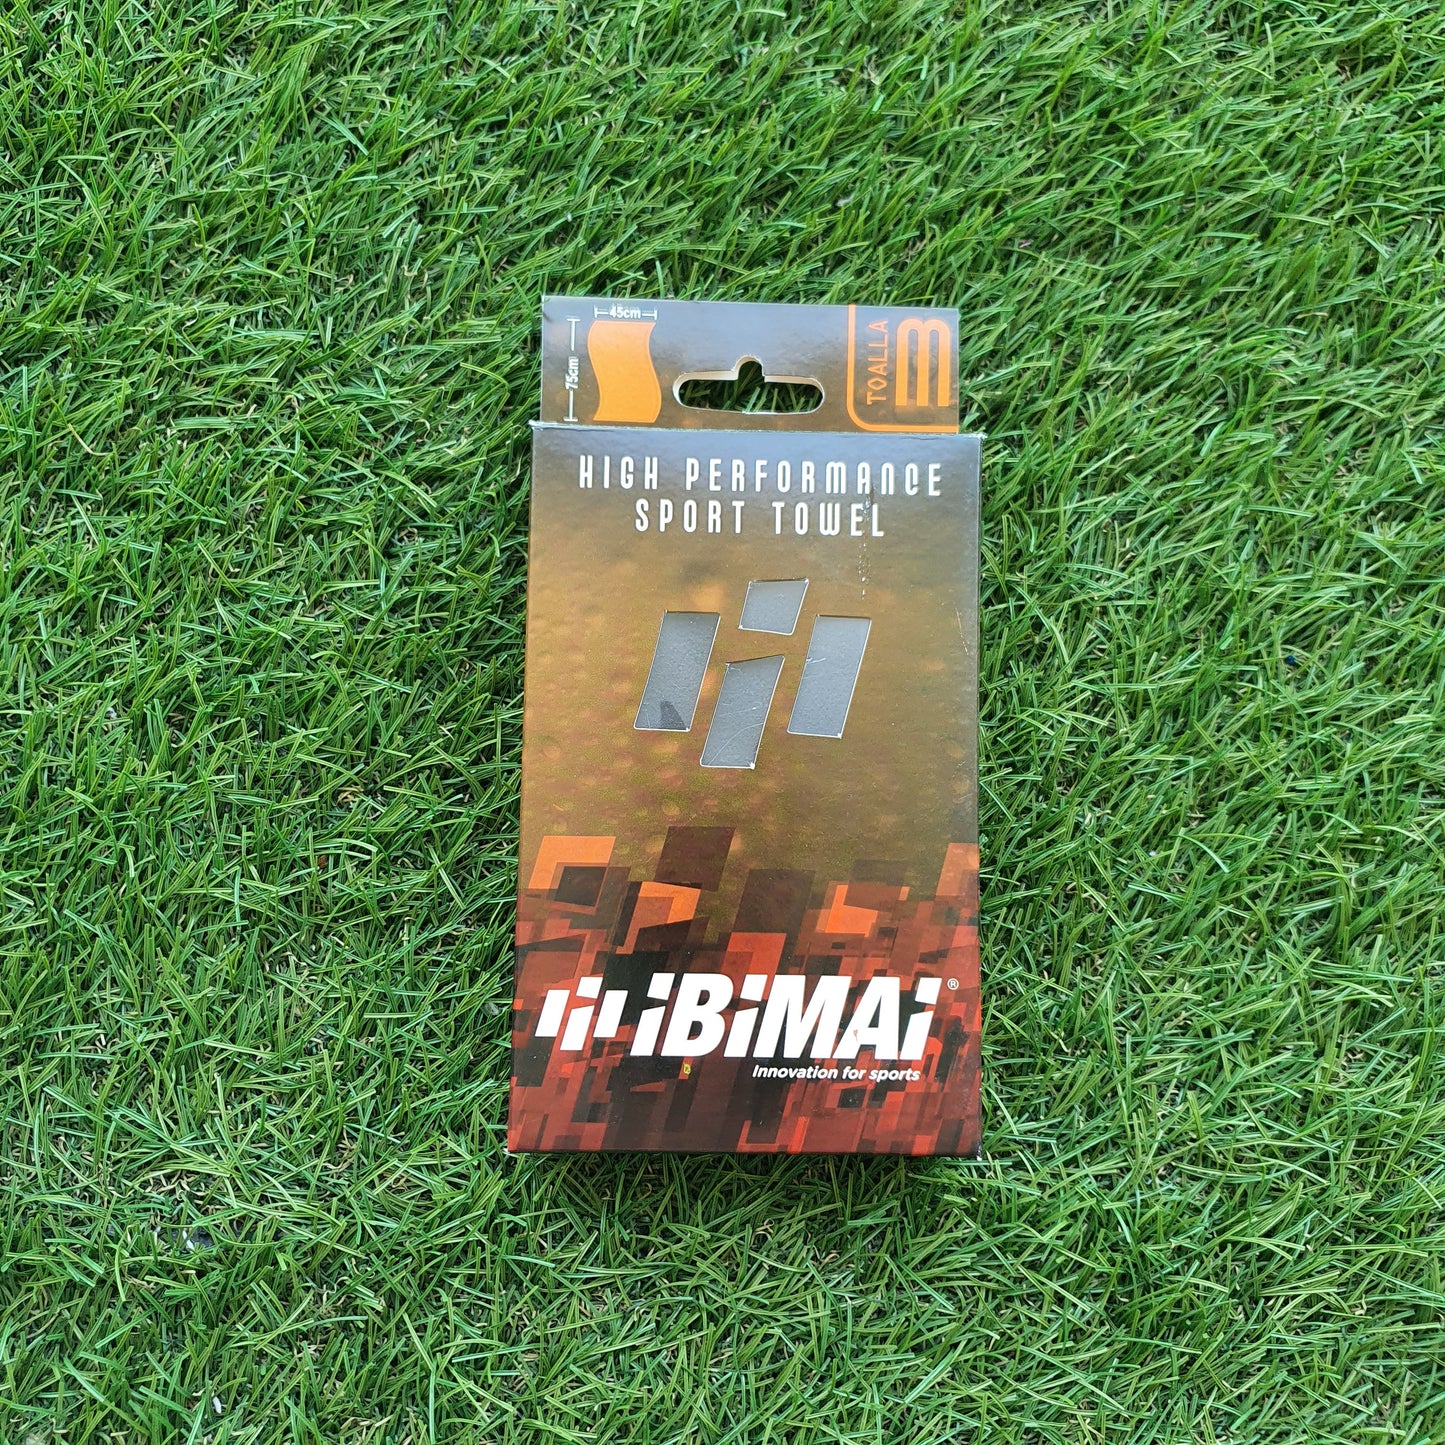 45cm
75cm
TOALLA
M
HIGH PERFORMANCE
SPORT TOWEL
iBiMAi®
Innovation for sports